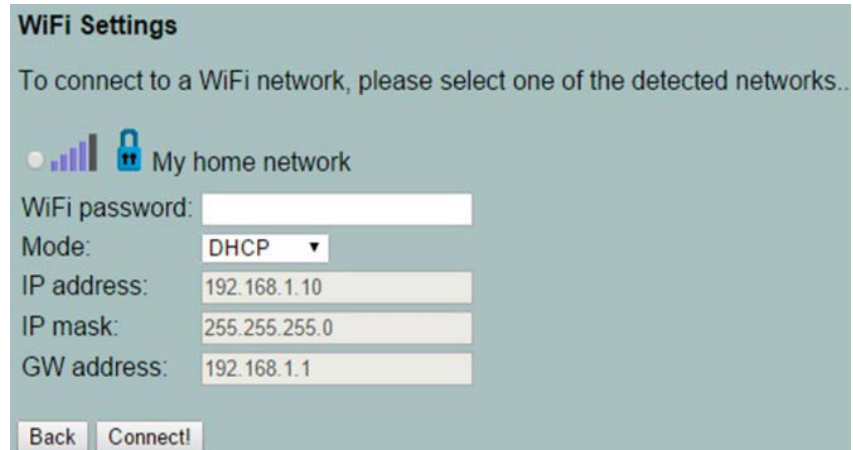 WiFi Settings
To connect to a WiFi network, please select one of the detected networks..
My home network
WiFi password:
Mode: DHCP
IP address: 192.168.1.10
IP mask: 255.255.255.0
GW address: 192.168.1.1
Back Connect!